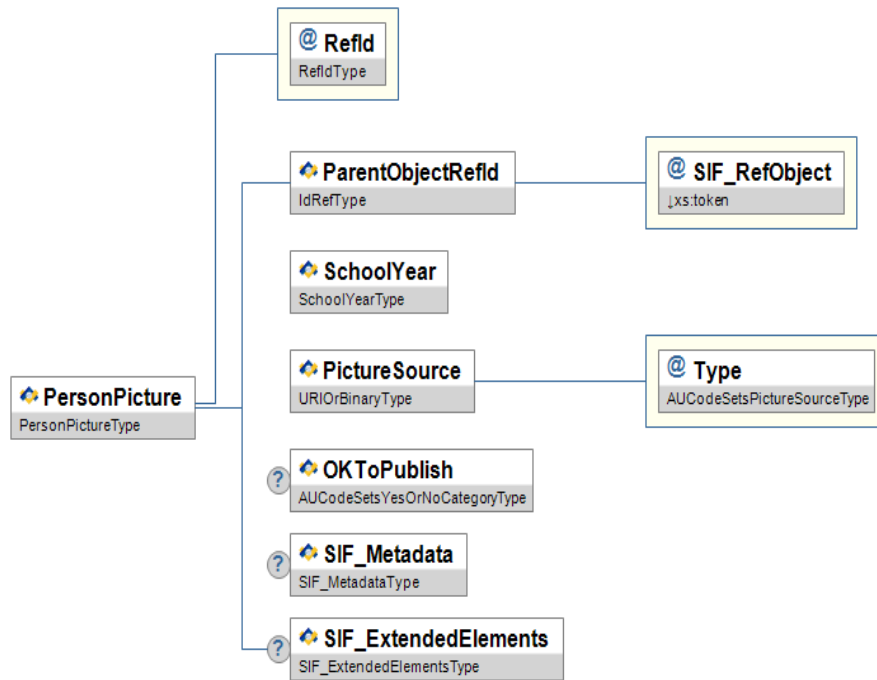 @ RefId
RefIdType
ParentObjectRefId
IdRefType
@ SIF_RefObject
↓xs:token
SchoolYear
SchoolYearType
PictureSource
URIOrBinaryType
@ Type
AUCodeSetsPictureSourceType
PersonPicture
PersonPictureType
? OKToPublish
AUCodeSetsYesOrNoCategoryType
? SIF_Metadata
SIF_MetadataType
? SIF_ExtendedElements
SIF_ExtendedElementsType